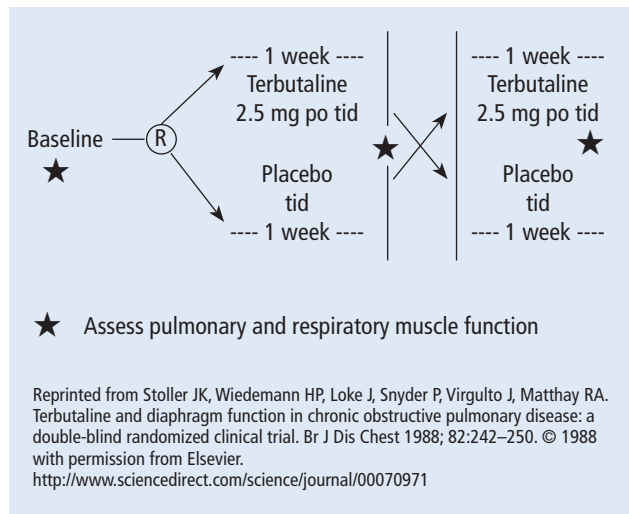 ---- 1 week ----
Terbutaline
2.5 mg po tid
Baseline
R
Placebo
tid
---- 1 week ----
---- 1 week ----
Terbutaline
2.5 mg po tid
Placebo
tid
---- 1 week ----
★ Assess pulmonary and respiratory muscle function
Reprinted from Stoller JK, Wiedemann HP, Loke J, Snyder P, Virgulto J, Matthay RA.
Terbutaline and diaphragm function in chronic obstructive pulmonary disease: a
double-blind randomized clinical trial. Br J Dis Chest 1988; 82:242–250. © 1988
with permission from Elsevier.
http://www.sciencedirect.com/science/journal/00070971